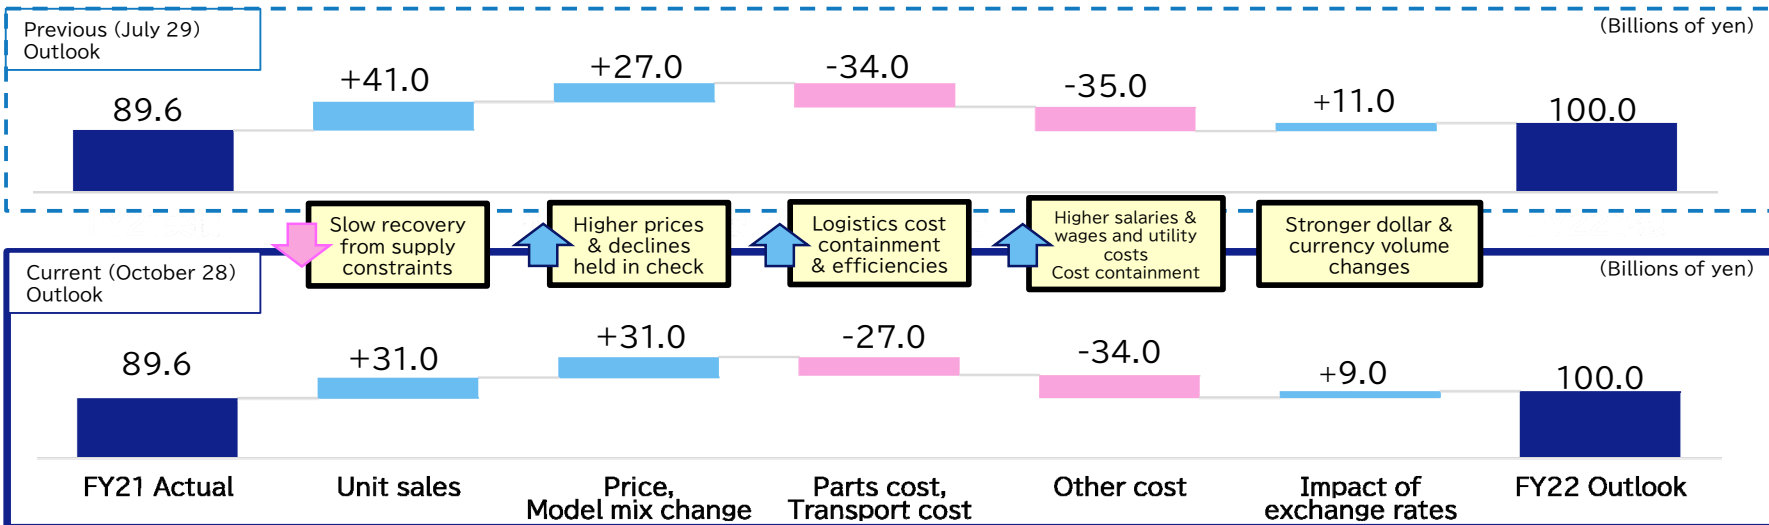 Previous (July 29)
Outlook
(Billions of yen)
89.6
+41.0
+27.0
-34.0
-35.0
+11.0
100.0
Slow recovery
from supply
constraints
Higher prices
& declines
held in check
Logistics cost
containment
& efficiencies
Higher salaries &
wages and utility
costs
Cost containment
Stronger dollar &
currency volume
changes
Current (October 28)
Outlook
(Billions of yen)
89.6
+31.0
+31.0
-27.0
-34.0
+9.0
100.0
FY21 Actual
Unit sales
Price,
Model mix change
Parts cost,
Transport cost
Other cost
Impact of
exchange rates
FY22 Outlook